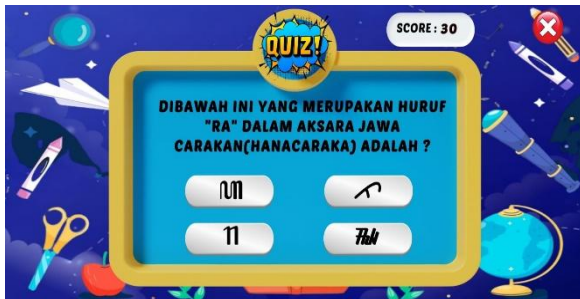 QUIZ!
SCORE: 30
DIBAWAH INI YANG MERUPAKAN HURUF
"RA" DALAM AKSARA JAWA
CARAKAN(HANACARAKA) ADALAH ?
ꦫ